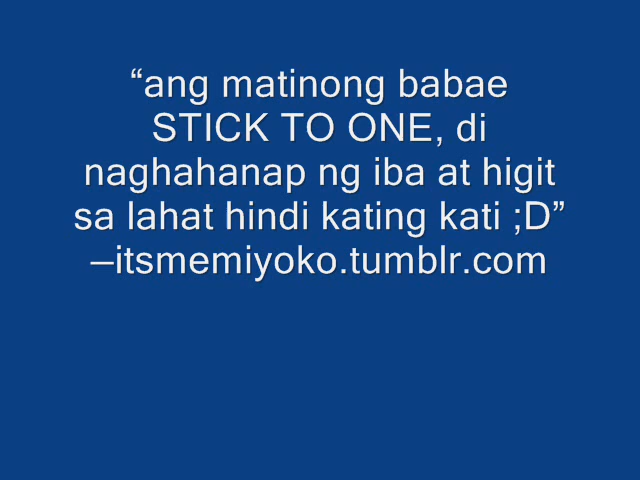 “ang matinong babae
STICK TO ONE, di
naghahanap ng iba at higit
sa lahat hindi kating kati ;D”
—itsmemiyoko.tumblr.com